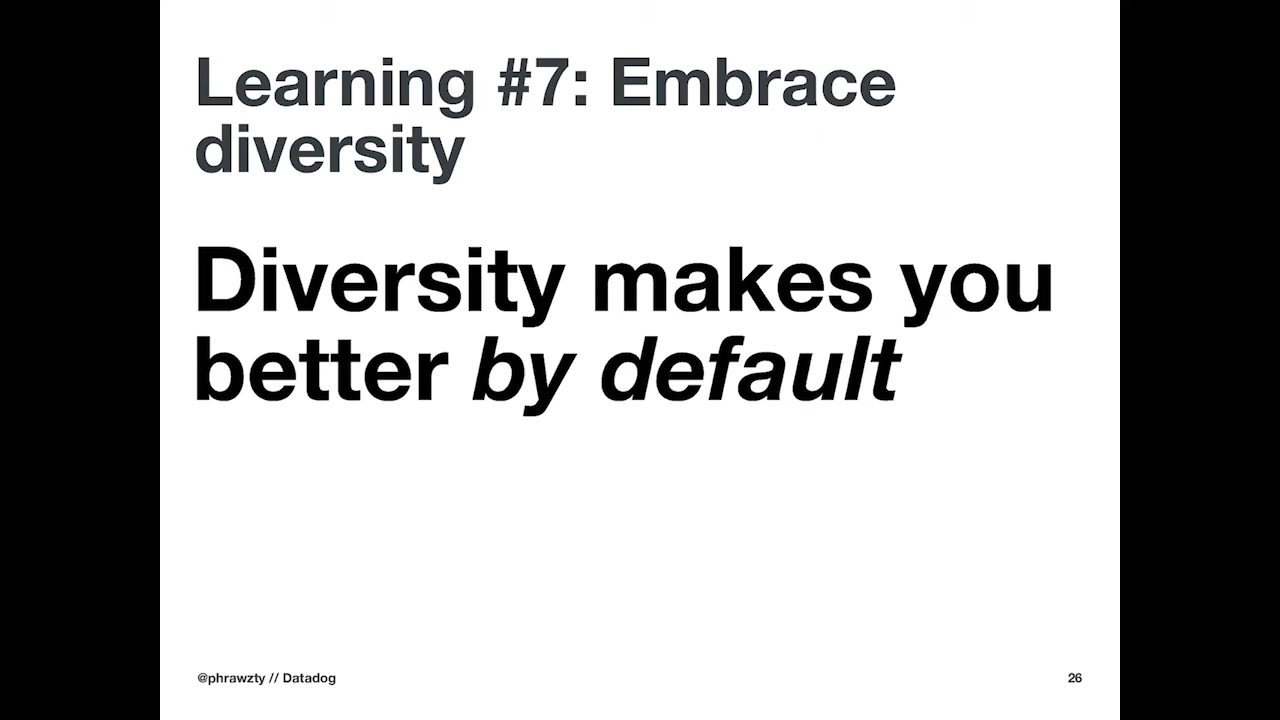 Learning #7: Embrace
diversity
Diversity makes you
better by default
@phrawzty // Datadog
26